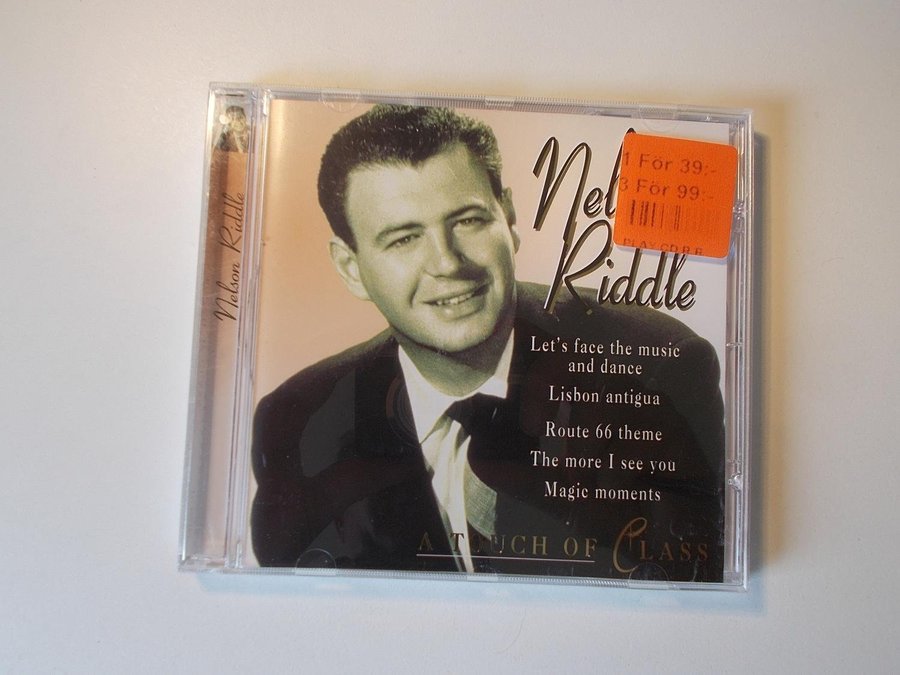 Nelson Riddle
Nel
Riddle
1 För 39:-
3 För 99:-
Let's face the music
and dance
Lisbon antigua
Route 66 theme
The more I see you
Magic moments
A TOUCH OF CLASS